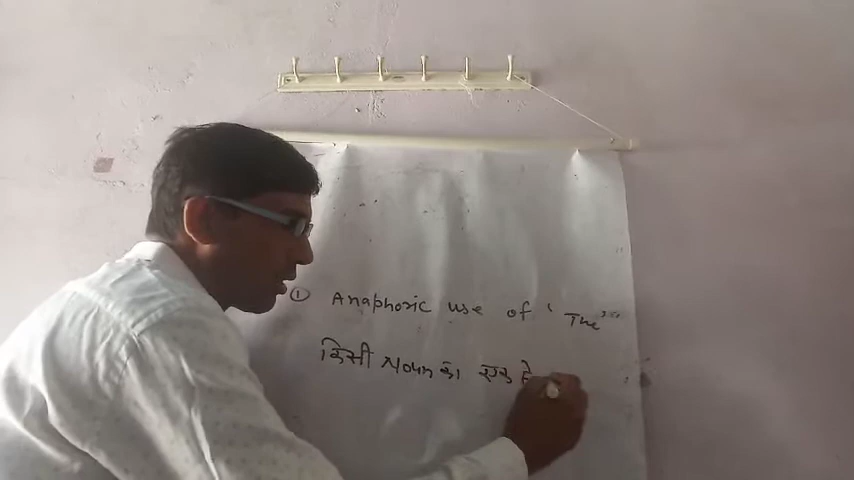 ① Anaphoric use of 'The'
किसी Noun का एक